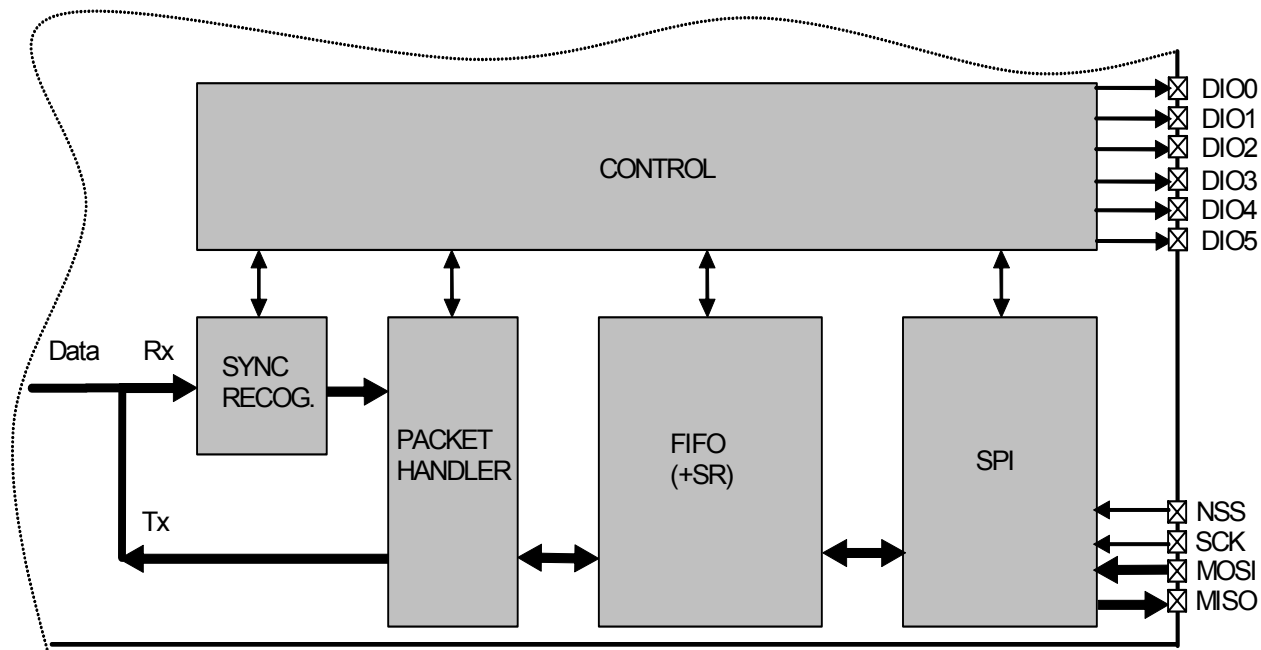 CONTROL
DIO0
DIO1
DIO2
DIO3
DIO4
DIO5
Data
Rx
SYNC
RECOG.
PACKET
HANDLER
FIFO
(+SR)
SPI
Tx
NSS
SCK
MOSI
MISO